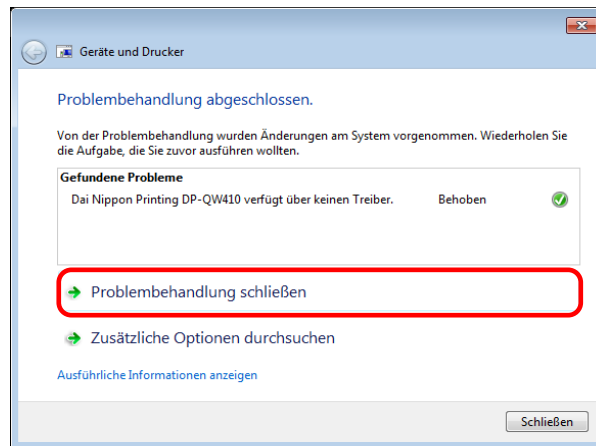 Geräte und Drucker
Problembehandlung abgeschlossen.
Von der Problembehandlung wurden Änderungen am System vorgenommen. Wiederholen Sie
die Aufgabe, die Sie zuvor ausführen wollten.
Gefundene Probleme
Dai Nippon Printing DP-QW410 verfügt über keinen Treiber. Behoben
Problembehandlung schließen
Zusätzliche Optionen durchsuchen
Ausführliche Informationen anzeigen
Schließen